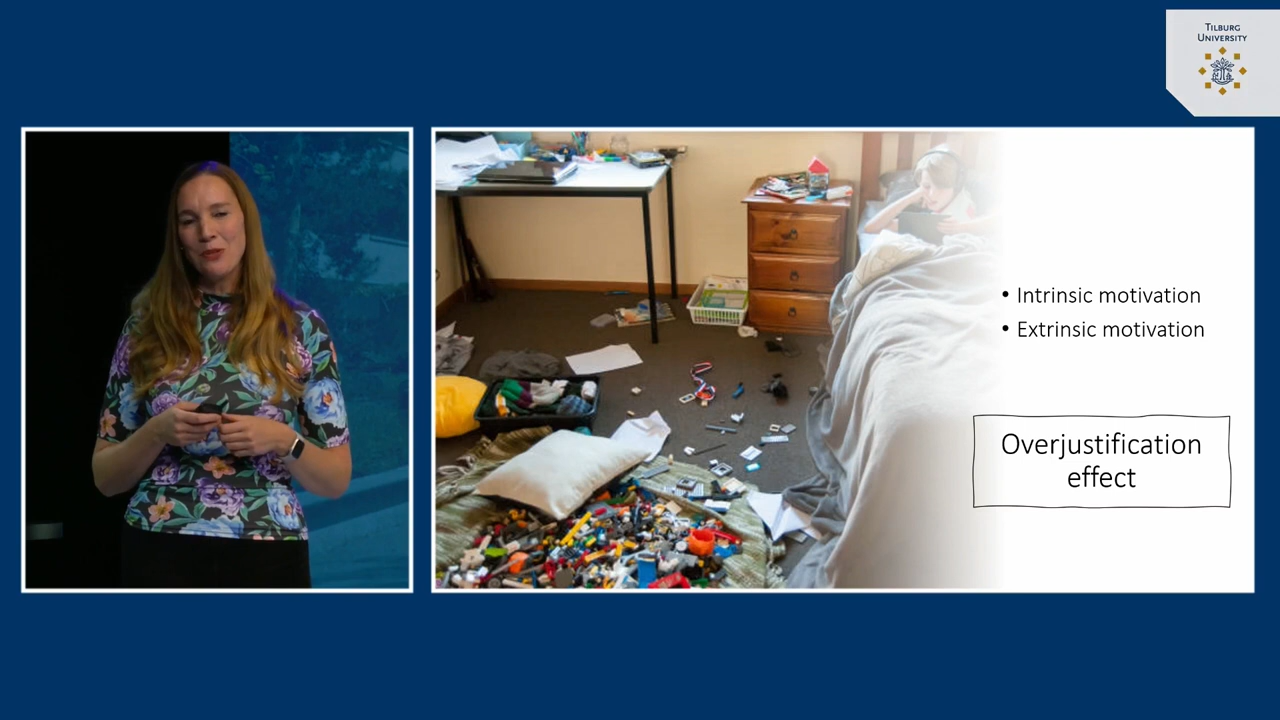 TILBURG
UNIVERSITY
• Intrinsic motivation
• Extrinsic motivation
Overjustification
effect